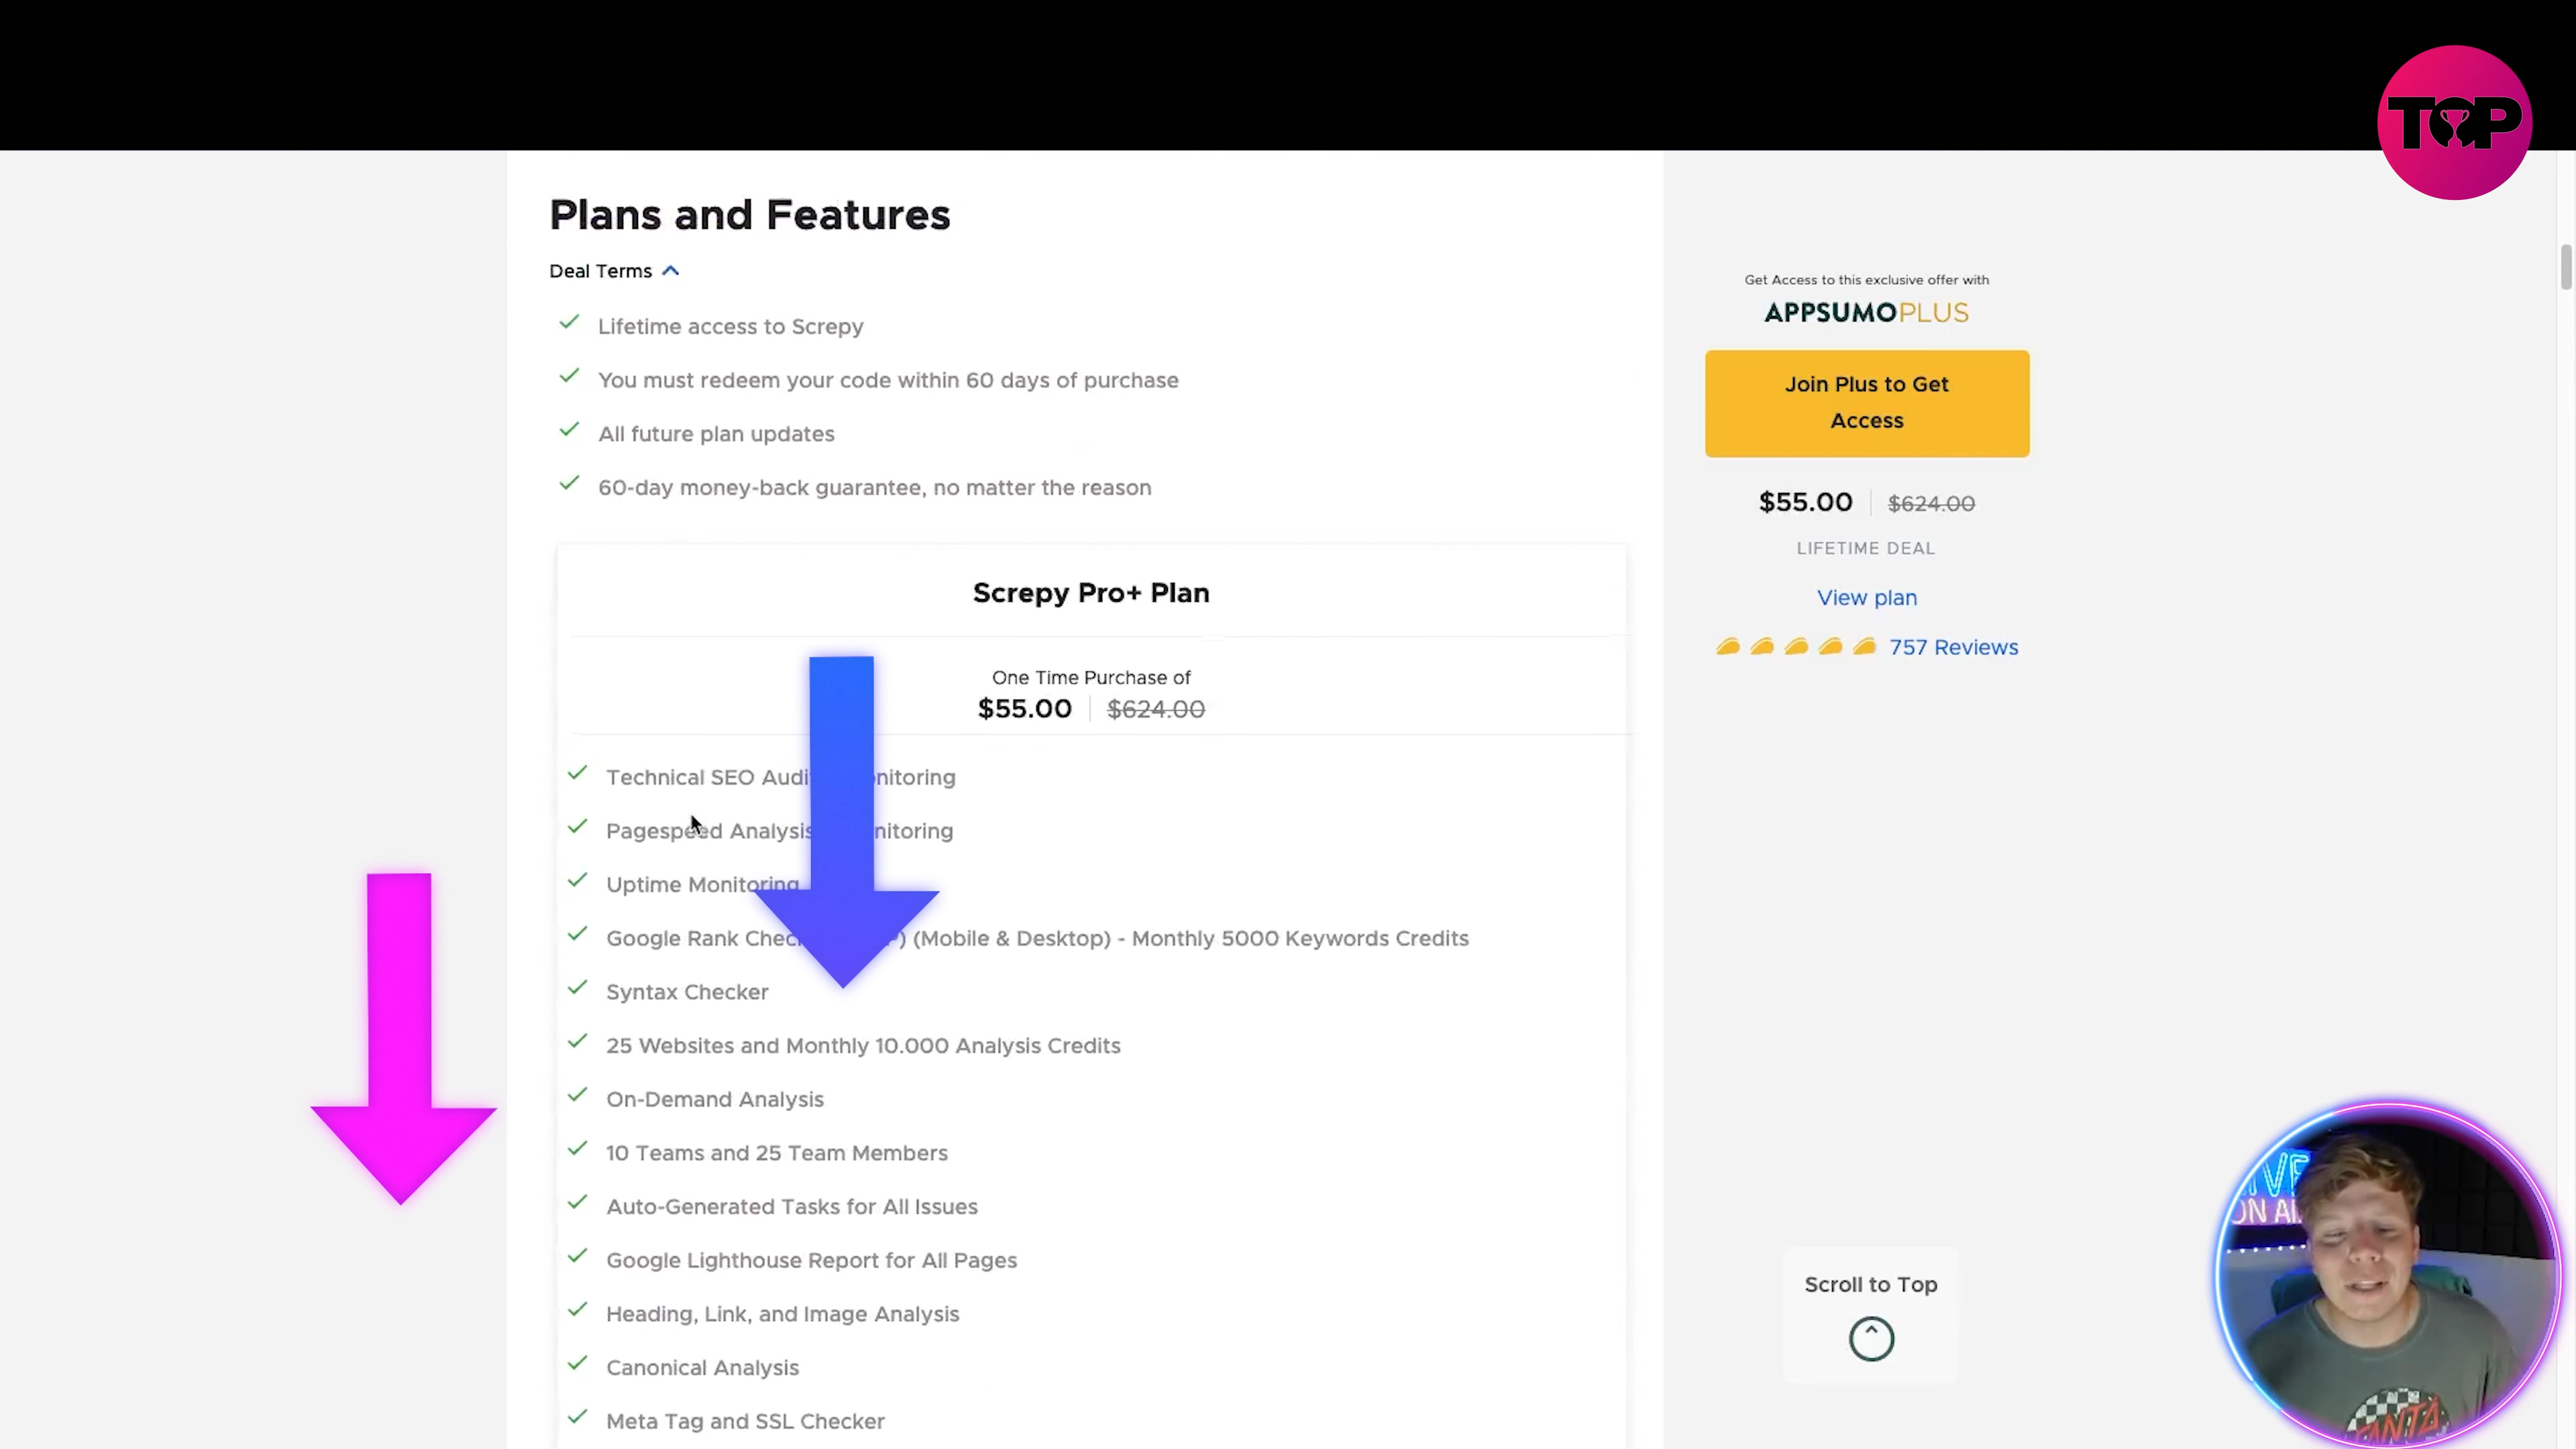 TOP
Plans and Features
Deal Terms
Lifetime access to Screpy
You must redeem your code within 60 days of purchase
All future plan updates
60-day money-back guarantee, no matter the reason
Screpy Pro+ Plan
One Time Purchase of
$55.00 $624.00
Technical SEO
Pagespeed Analysis
Uptime Monitoring
Google Rank (Mobile & Desktop) - Monthly 5000 Keywords Credits
Syntax Checker
25 Websites and Monthly 10.000 Analysis Credits
On-Demand Analysis
10 Teams and 25 Team Members
Auto-Generated Tasks for All Issues
Google Lighthouse Report for All Pages
Heading, Link, and Image Analysis
Canonical Analysis
Meta Tag and SSL Checker
Get Access to this exclusive offer with
APPSUMOPLUS
Join Plus to Get
Access
$55.00 $624.00
LIFETIME DEAL
View plan
757 Reviews
Scroll to Top
ON